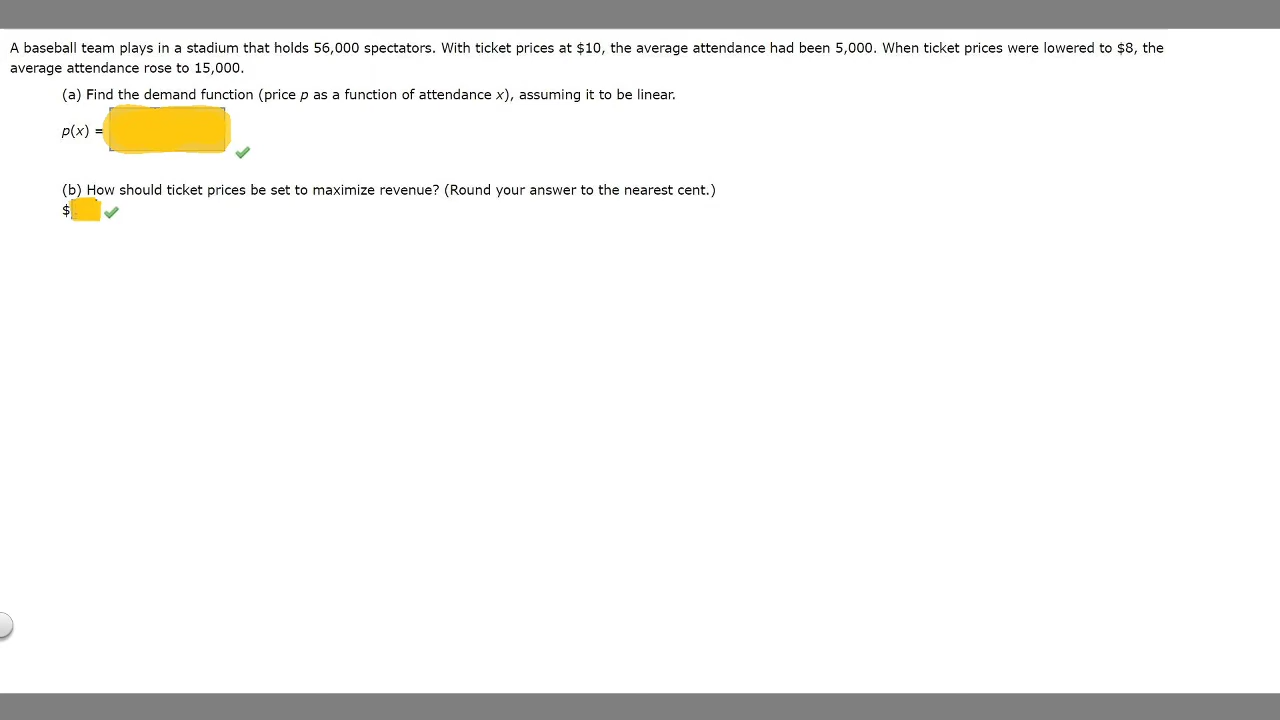 A baseball team plays in a stadium that holds 56,000 spectators. With ticket prices at $10, the average attendance had been 5,000. When ticket prices were lowered to $8, the
average attendance rose to 15,000.
(a) Find the demand function (price p as a function of attendance x), assuming it to be linear.
p(x) =
(b) How should ticket prices be set to maximize revenue? (Round your answer to the nearest cent.)
$